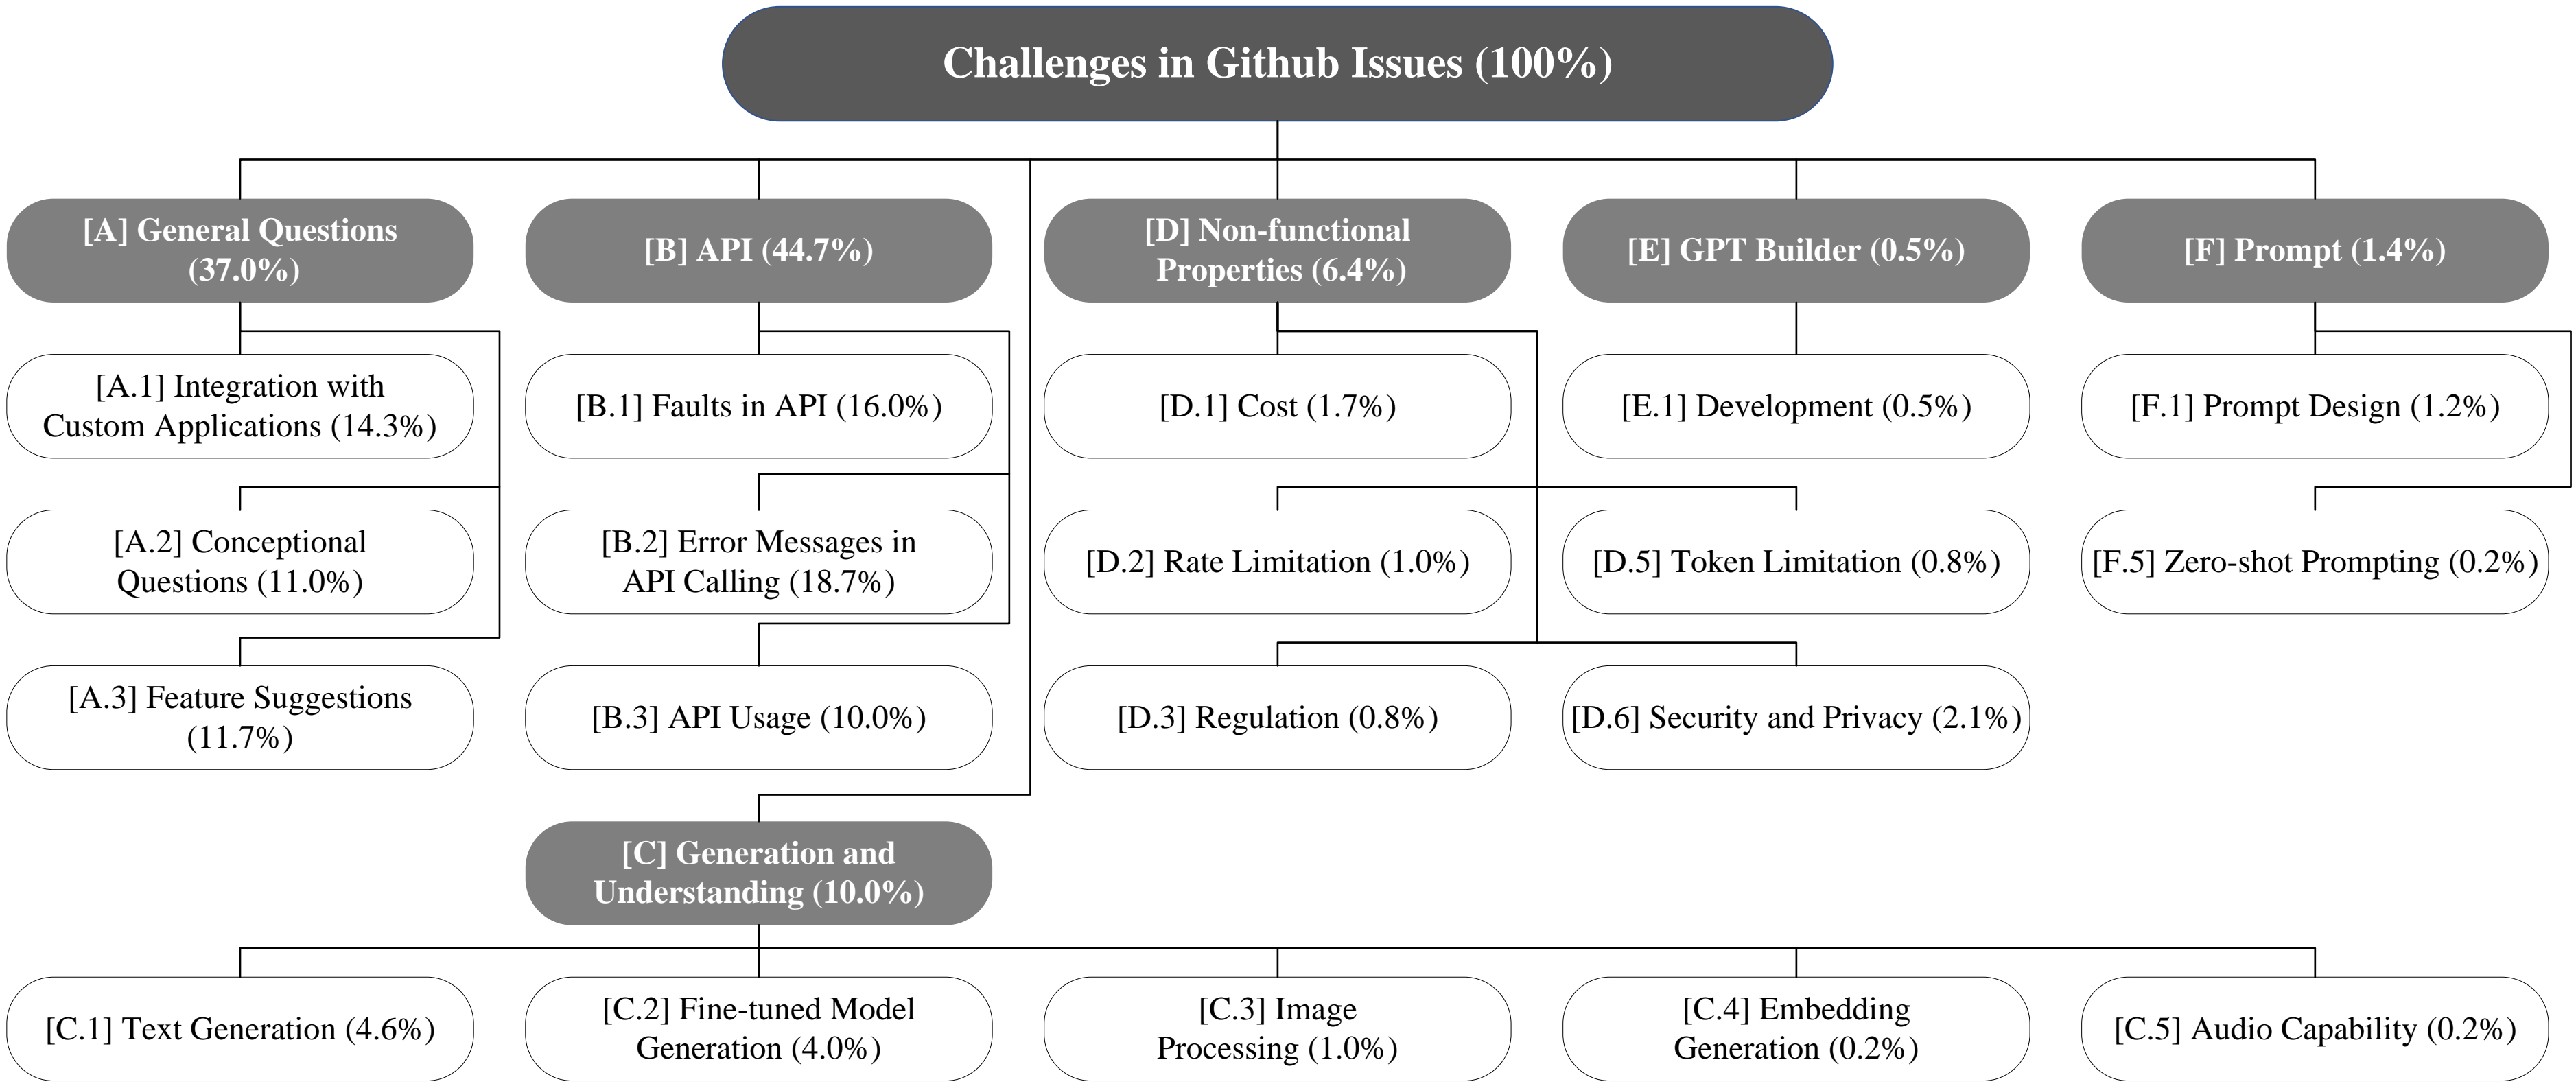 Challenges in Github Issues (100%)
[A] General Questions
(37.0%)
[B] API (44.7%)
[D] Non-functional
Properties (6.4%)
[E] GPT Builder (0.5%)
[F] Prompt (1.4%)
[A.1] Integration with
Custom Applications (14.3%)
[B.1] Faults in API (16.0%)
[D.1] Cost (1.7%)
[E.1] Development (0.5%)
[F.1] Prompt Design (1.2%)
[A.2] Conceptional
Questions (11.0%)
[B.2] Error Messages in
API Calling (18.7%)
[D.2] Rate Limitation (1.0%)
[D.5] Token Limitation (0.8%)
[F.5] Zero-shot Prompting (0.2%)
[A.3] Feature Suggestions
(11.7%)
[B.3] API Usage (10.0%)
[D.3] Regulation (0.8%)
[D.6] Security and Privacy (2.1%)
[C] Generation and
Understanding (10.0%)
[C.1] Text Generation (4.6%)
[C.2] Fine-tuned Model
Generation (4.0%)
[C.3] Image
Processing (1.0%)
[C.4] Embedding
Generation (0.2%)
[C.5] Audio Capability (0.2%)